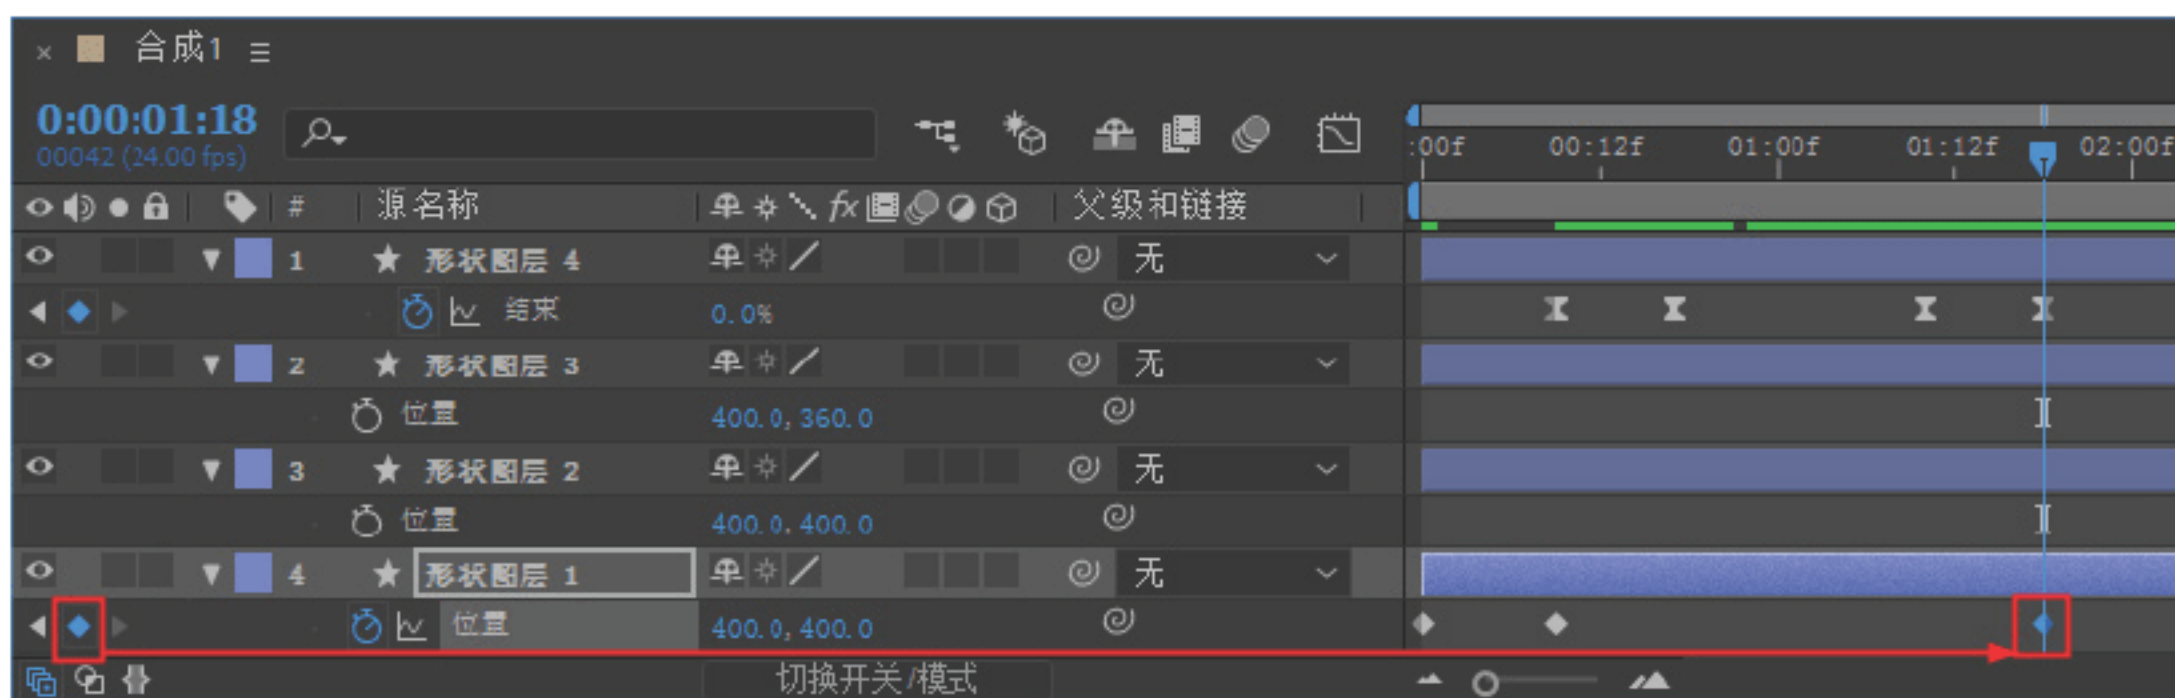 × 合成1 ≡
0:00:01:18
00042 (24.00 fps)
:00f 00:12f 01:00f 01:12f 02:00f
# 源名称 fx 父级和链接
1 形状图层 4 无
结束 0.0%
2 形状图层 3 无
位置 400.0,360.0
3 形状图层 2 无
位置 400.0,400.0
4 形状图层 1 无
位置 400.0,400.0
切换开关/模式